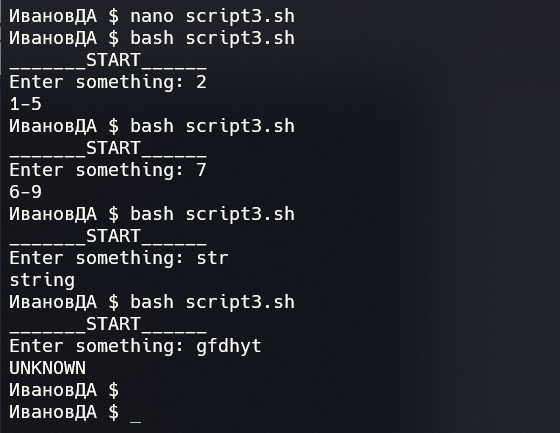 ИвановДА $ nano script3.sh
ИвановДА $ bash script3.sh
_______START______
Enter something: 2
1-5
ИвановДА $ bash script3.sh
_______START______
Enter something: 7
6-9
ИвановДА $ bash script3.sh
_______START______
Enter something: str
string
ИвановДА $ bash script3.sh
_______START______
Enter something: gfdhyt
UNKNOWN
ИвановДА $
ИвановДА $ _